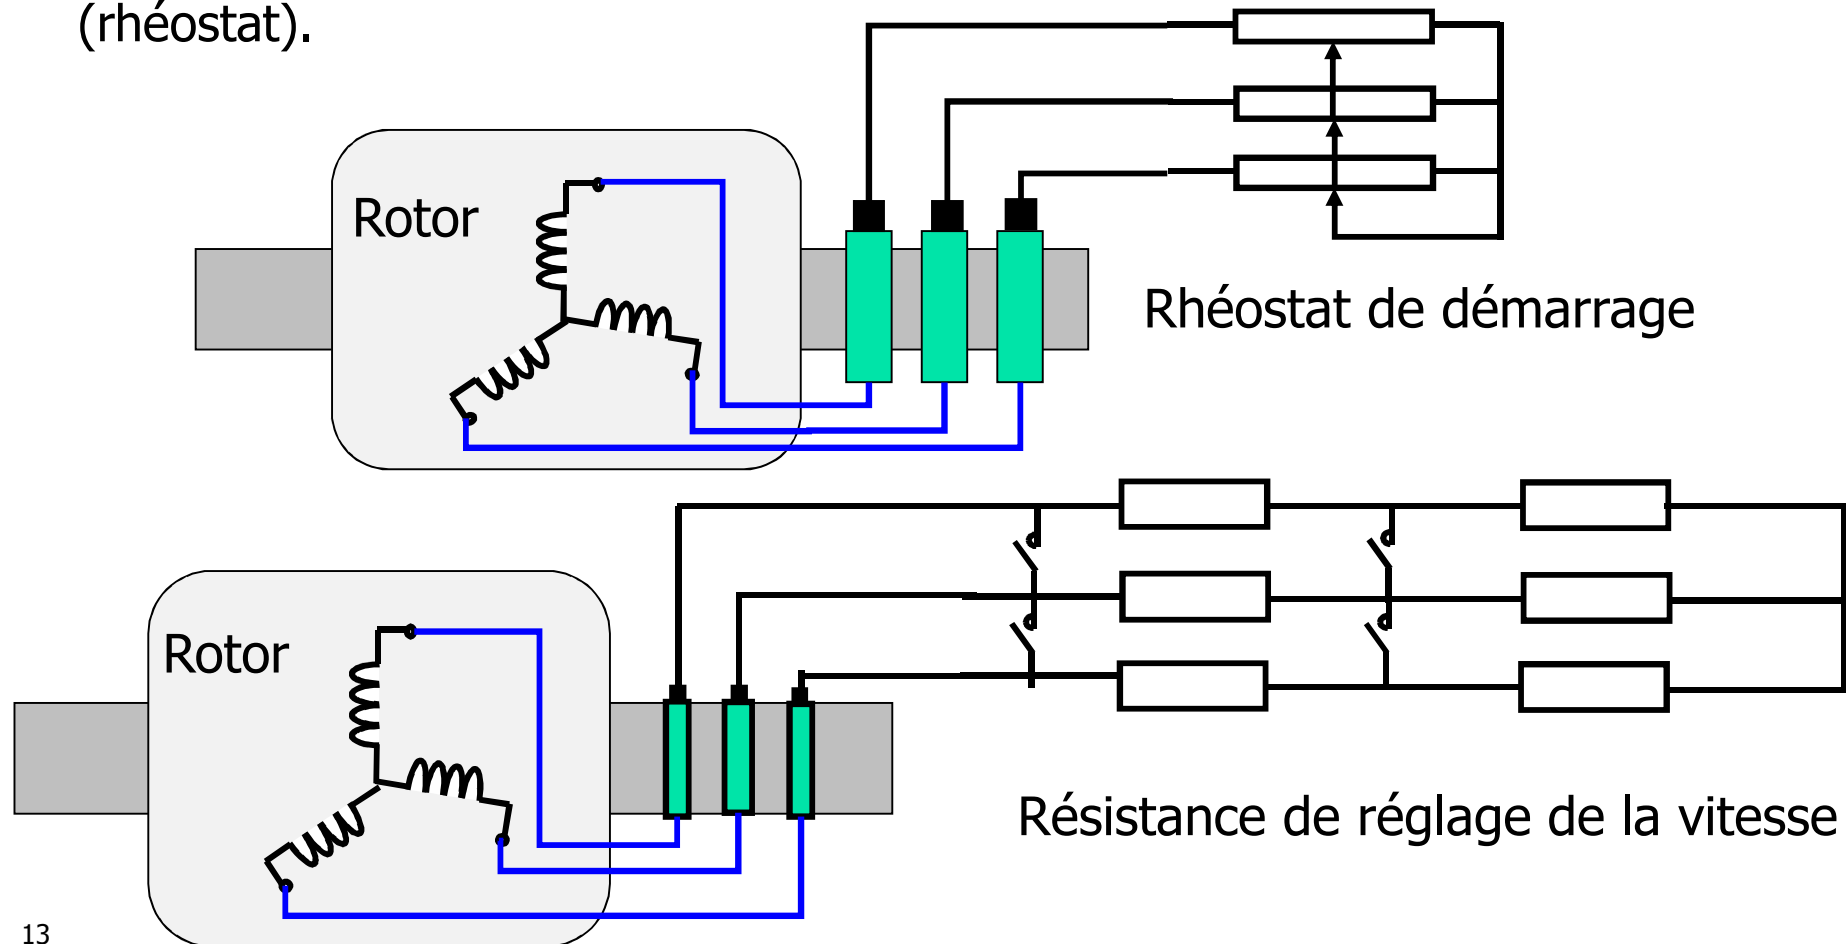 (rhéostat).
Rotor
Rhéostat de démarrage
Rotor
Résistance de réglage de la vitesse
13